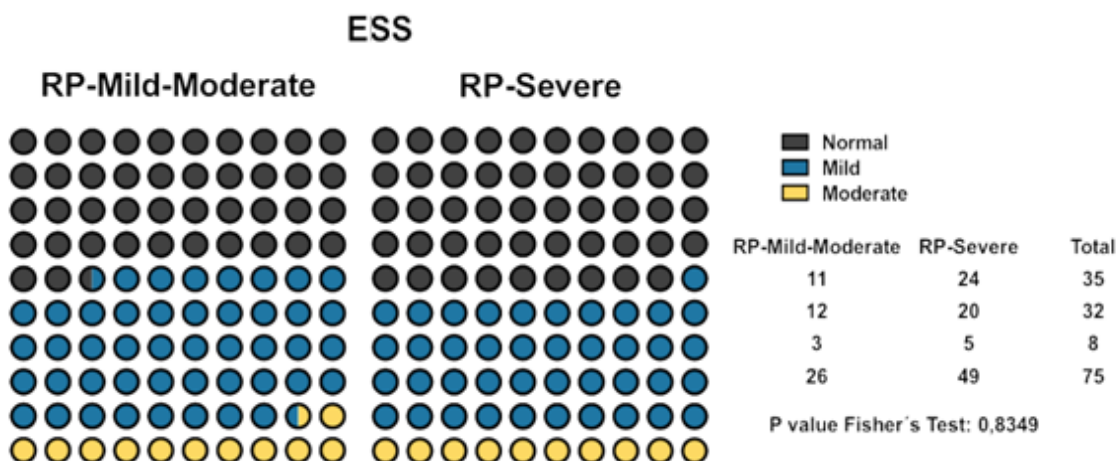 ESS
RP-Mild-Moderate
RP-Severe
Normal
Mild
Moderate
RP-Mild-Moderate RP-Severe Total
11 24 35
12 20 32
3 5 8
26 49 75
P value Fisher´s Test: 0,8349